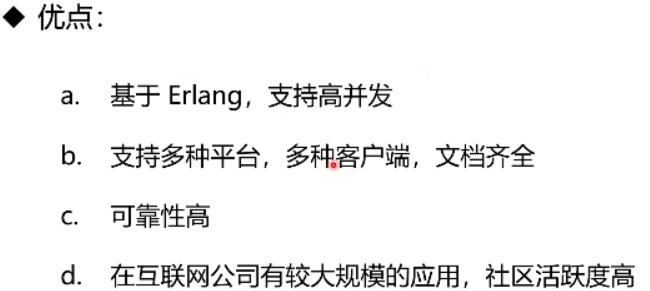 ◆ 优点：
a. 基于 Erlang，支持高并发
b. 支持多种平台，多种客户端，文档齐全
c. 可靠性高
d. 在互联网公司有较大规模的应用，社区活跃度高